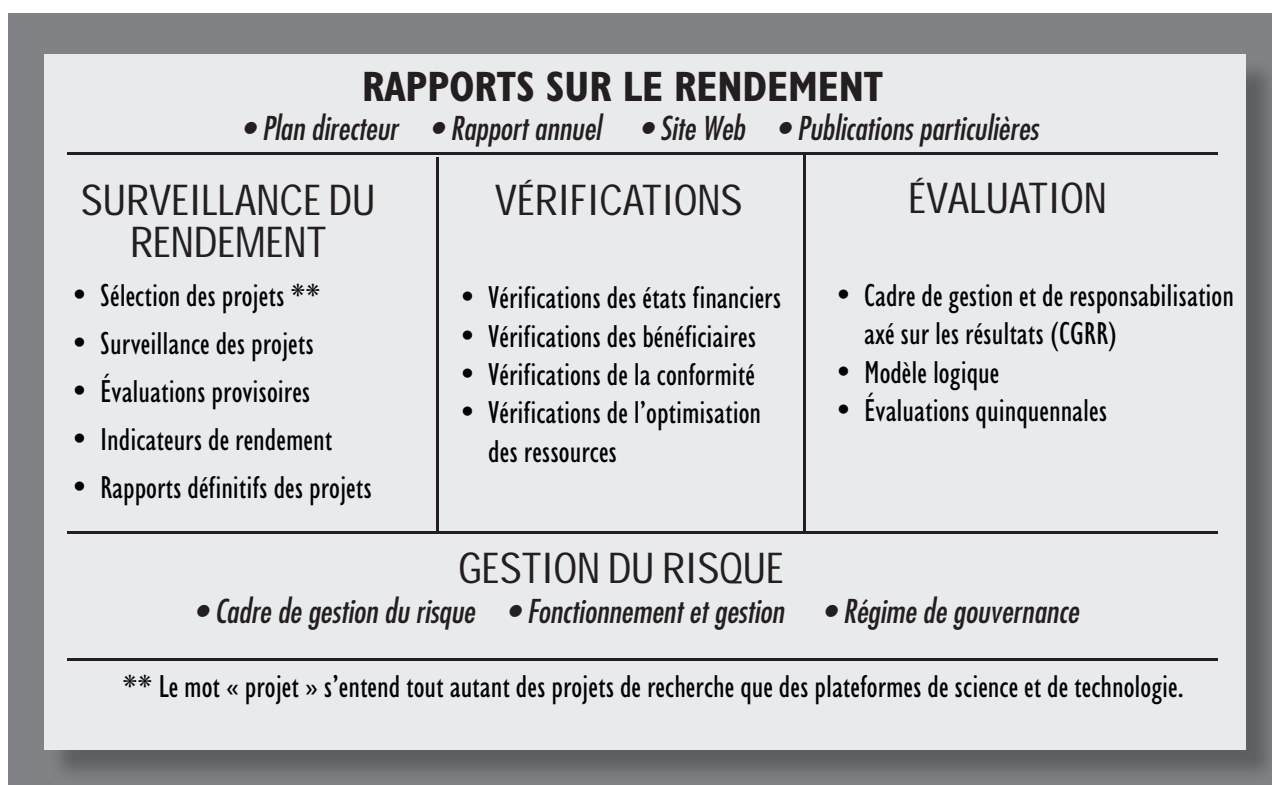 RAPPORTS SUR LE RENDEMENT
• Plan directeur • Rapport annuel • Site Web • Publications particulières
SURVEILLANCE DU
RENDEMENT
• Sélection des projets **
• Surveillance des projets
• Évaluations provisoires
• Indicateurs de rendement
• Rapports définitifs des projets
VÉRIFICATIONS
• Vérifications des états financiers
• Vérifications des bénéficiaires
• Vérifications de la conformité
• Vérifications de l’optimisation
des ressources
ÉVALUATION
• Cadre de gestion et de responsabilisation
axé sur les résultats (CGRR)
• Modèle logique
• Évaluations quinquennales
GESTION DU RISQUE
• Cadre de gestion du risque • Fonctionnement et gestion • Régime de gouvernance
** Le mot « projet » s’entend tout autant des projets de recherche que des plateformes de science et de technologie.